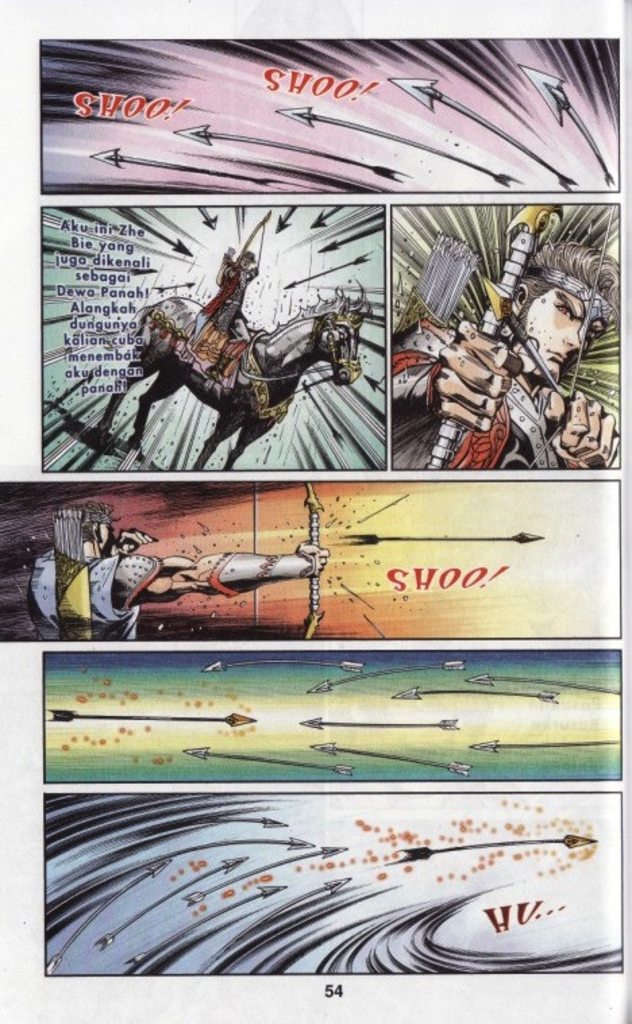 SHOO!
SHOO!
Aku ini Zhe
Bie yang
juga dikenali
sebagai
Dewa Panah!
Alangkah
dungunya
kalian cuba
menembak
aku dengan
panah!
SHOO!
HU...
54